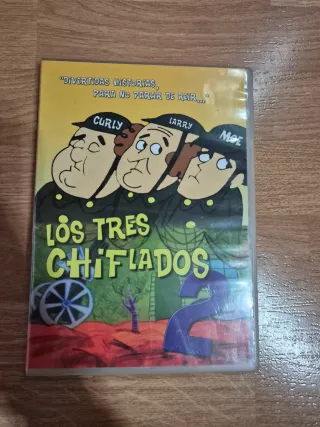 "DIVERTIDAS HISTORIAS,
PARA NO PARAR DE REIR..."
CURLY
LARRY
MOE
LOS TRES
CHIFLADOS
2